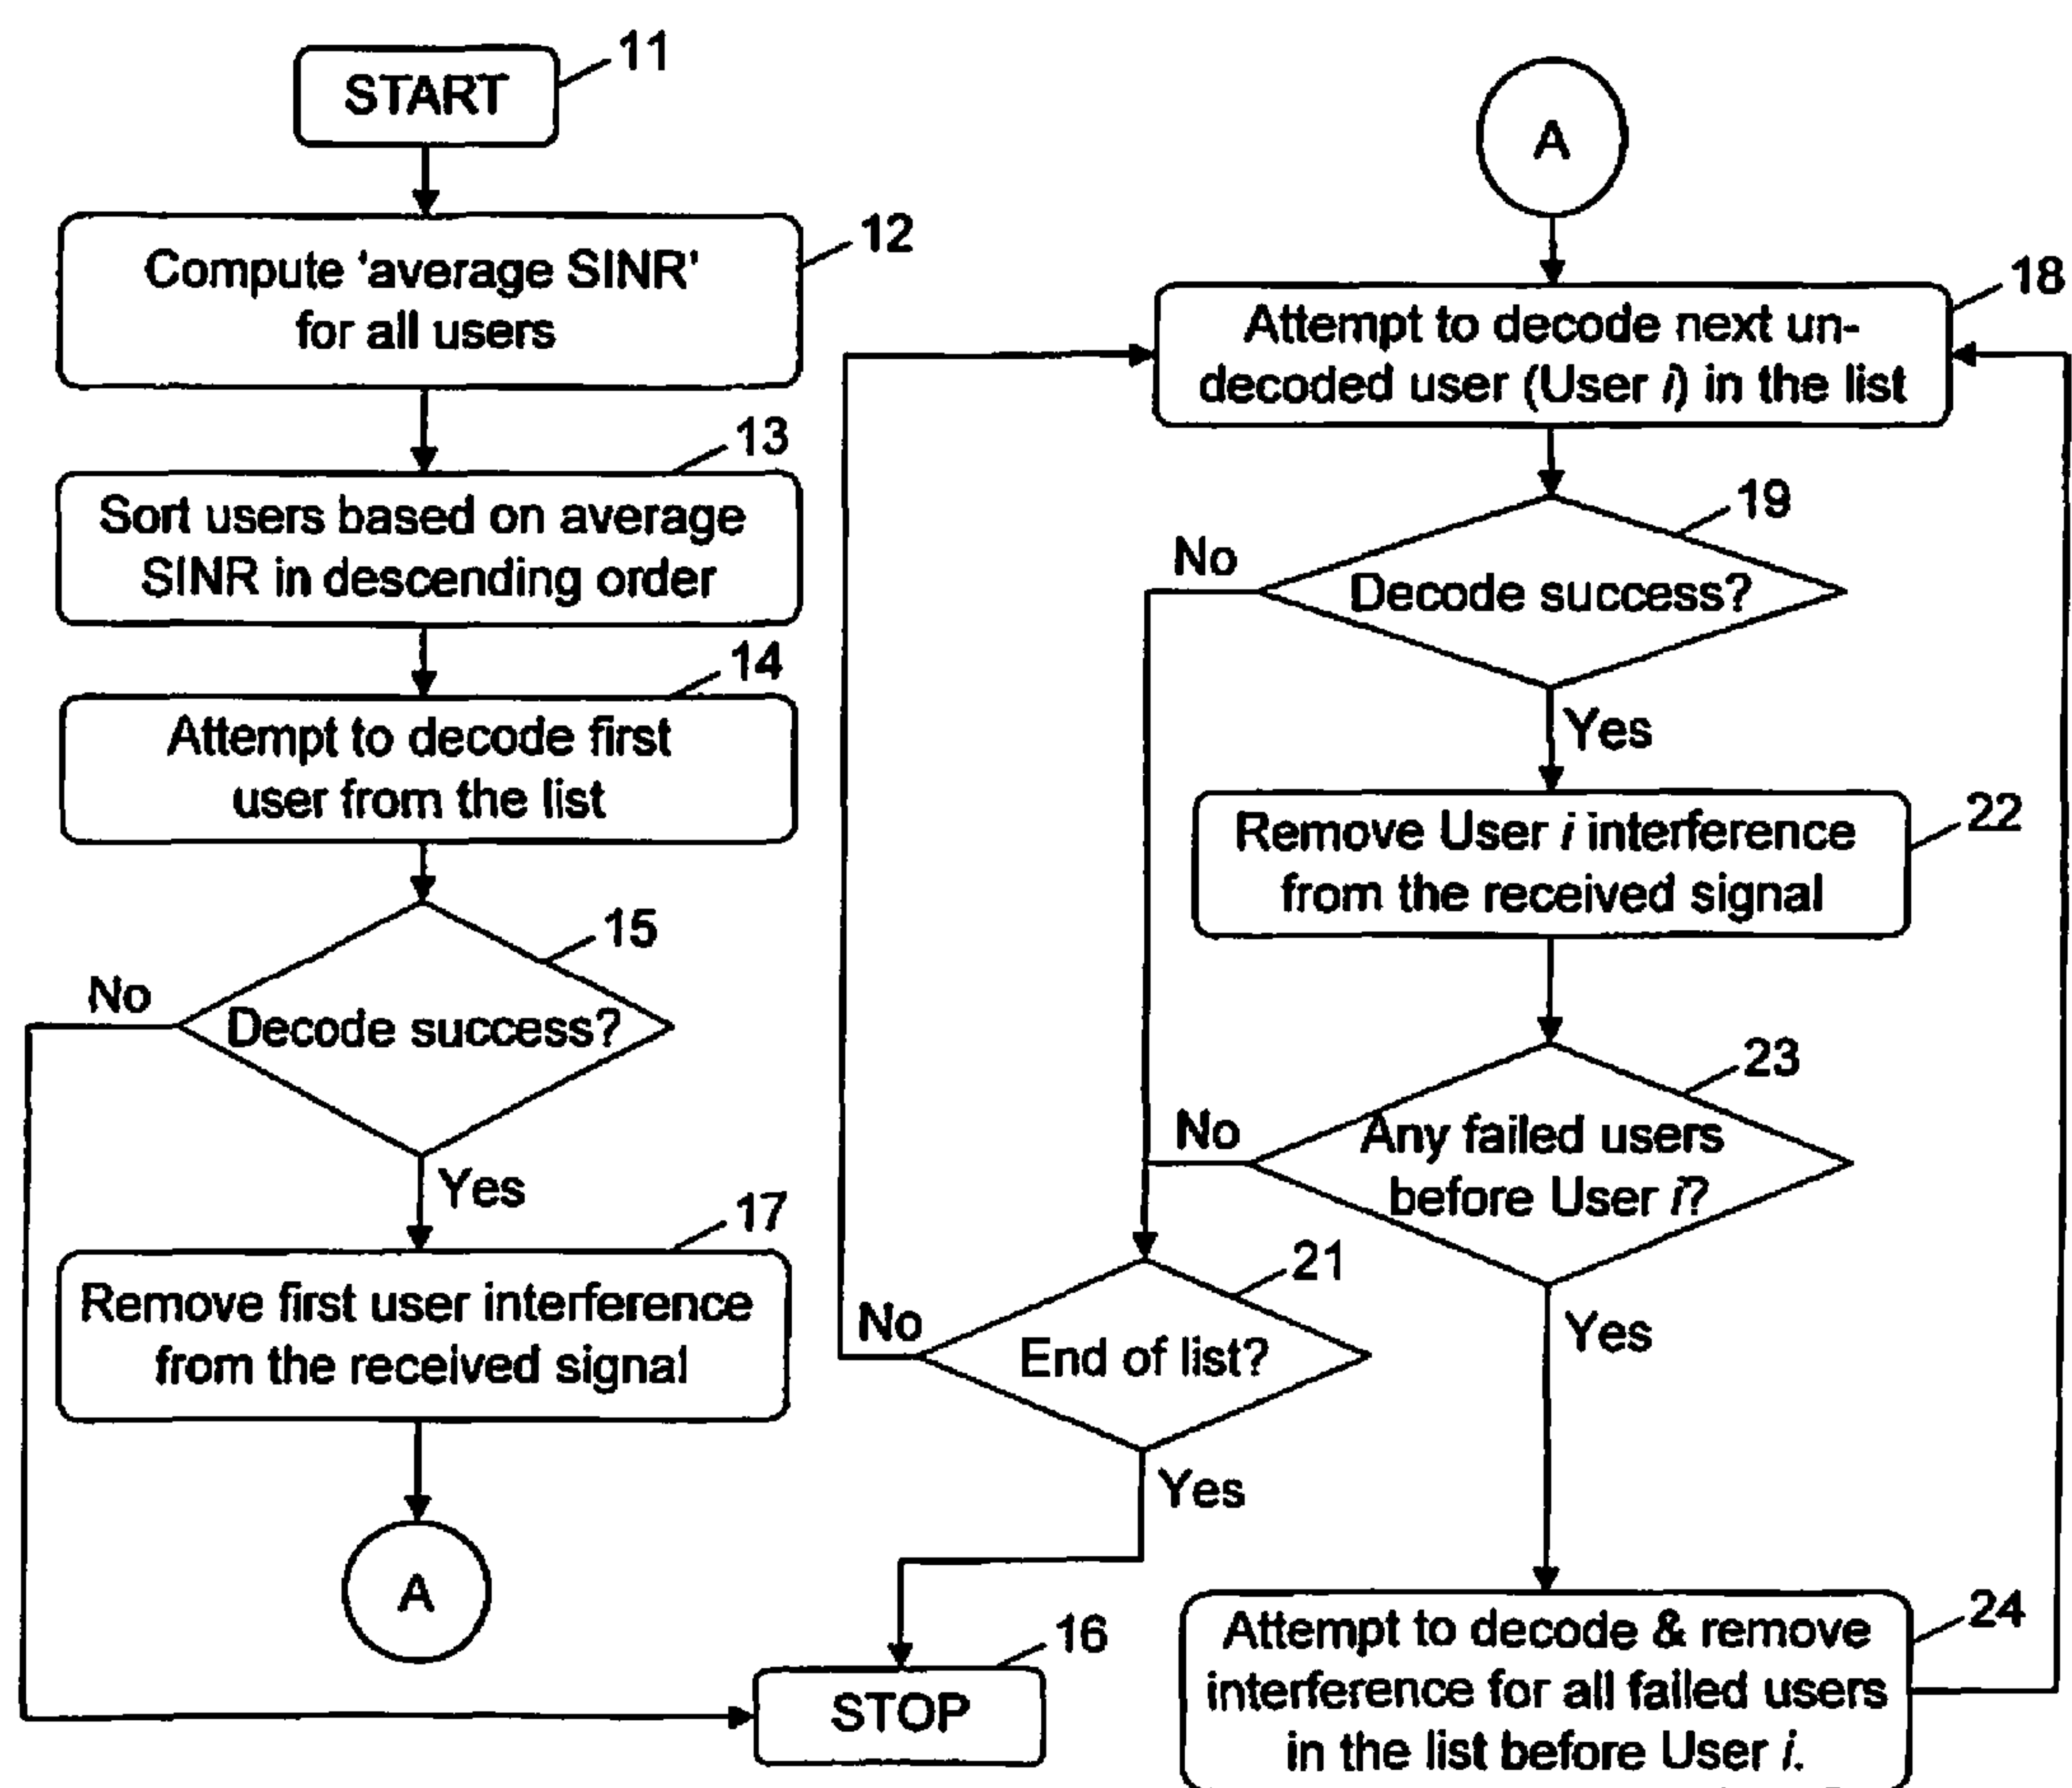 START
11
Compute 'average SINR'
for all users
12
Sort users based on average
SINR in descending order
13
Attempt to decode first
user from the list
14
Decode success?
15
No
Yes
Remove first user interference
from the received signal
17
A
STOP
16
A
Attempt to decode next un-
decoded user (User i) in the list
18
Decode success?
19
No
Yes
Remove User i interference
from the received signal
22
Any failed users
before User i?
23
No
Yes
End of list?
21
No
Yes
Attempt to decode & remove
interference for all failed users
in the list before User i.
24